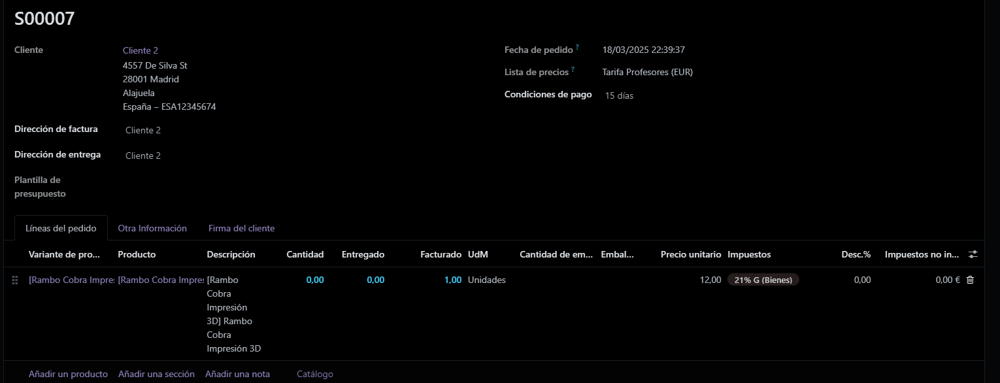 S00007
Cliente
Cliente 2
4557 De Silva St
28001 Madrid
Alajuela
España – ESA12345674
Fecha de pedido ? 18/03/2025 22:39:37
Lista de precios ? Tarifa Profesores (EUR)
Condiciones de pago 15 días
Dirección de factura Cliente 2
Dirección de entrega Cliente 2
Plantilla de
presupuesto
Líneas del pedido Otra Información Firma del cliente
Variante de pro... Producto Descripción Cantidad Entregado Facturado UdM Cantidad de em... Embal... Precio unitario Impuestos Desc.% Impuestos no in...
[Rambo Cobra Impre [Rambo Cobra Impre [Rambo 0,00 0,00 1,00 Unidades 12,00 21% G (Bienes) 0,00 0,00 €
Cobra
Impresión
3D] Rambo
Cobra
Impresión 3D
Añadir un producto Añadir una sección Añadir una nota Catálogo